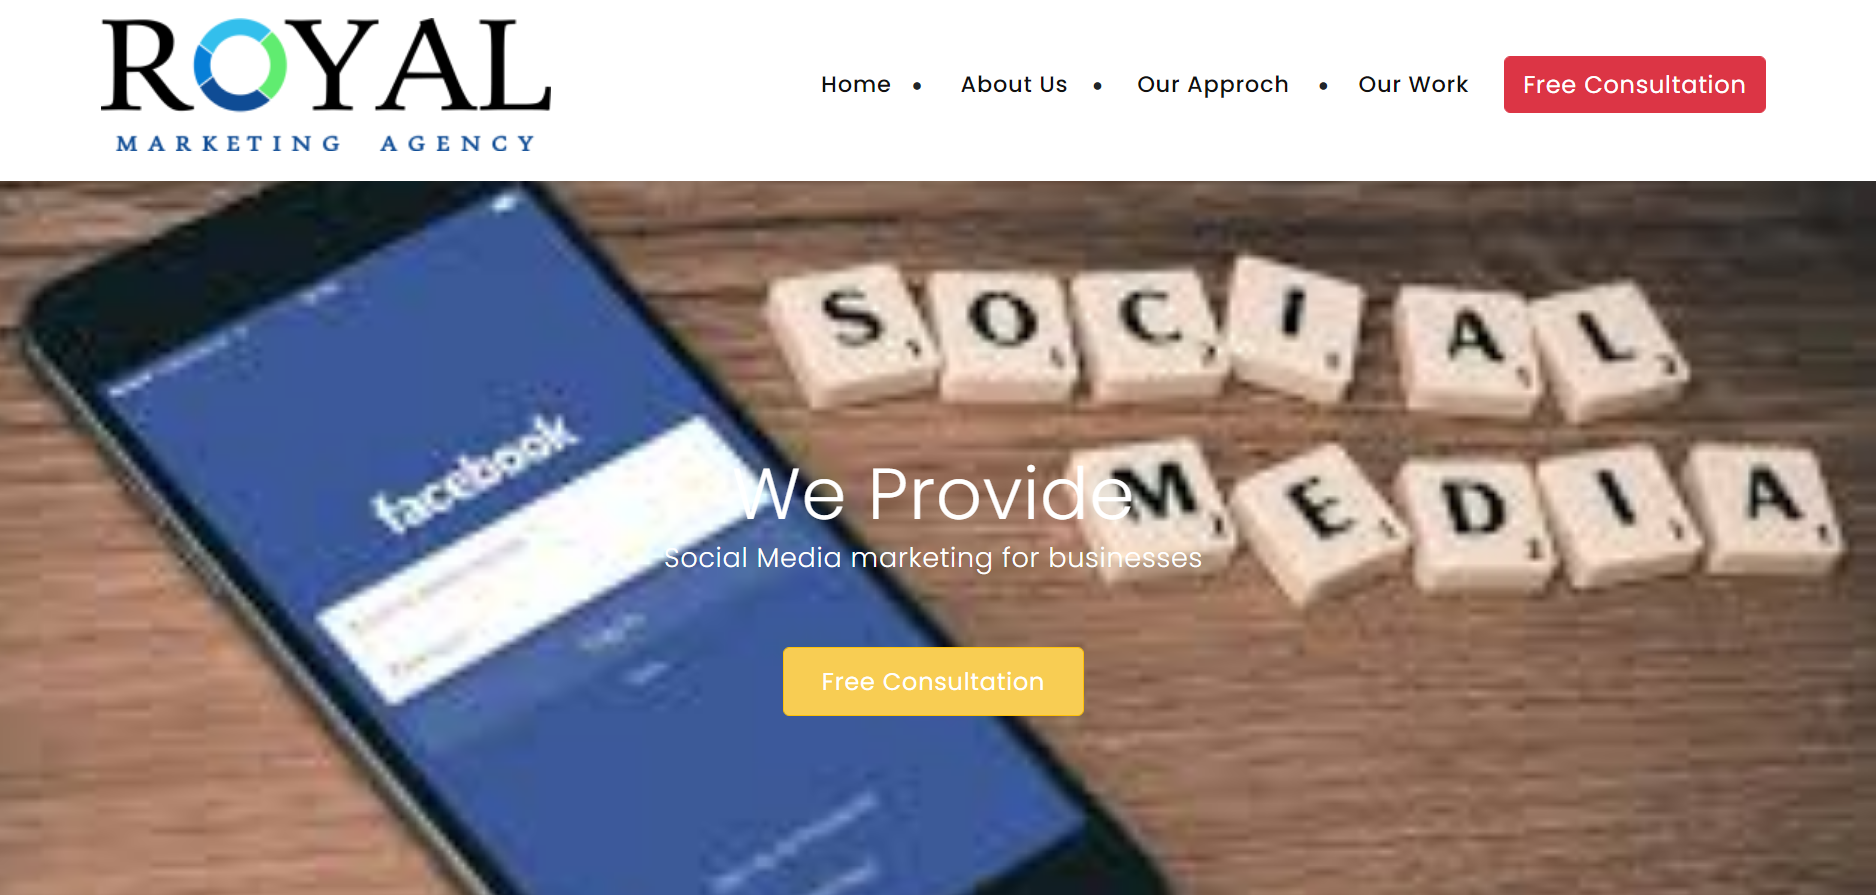 ROYAL
MARKETING AGENCY
Home • About Us • Our Approch • Our Work Free Consultation
SOCIAL
facebook
MEDIA
We Provide
Social Media marketing for businesses
Free Consultation